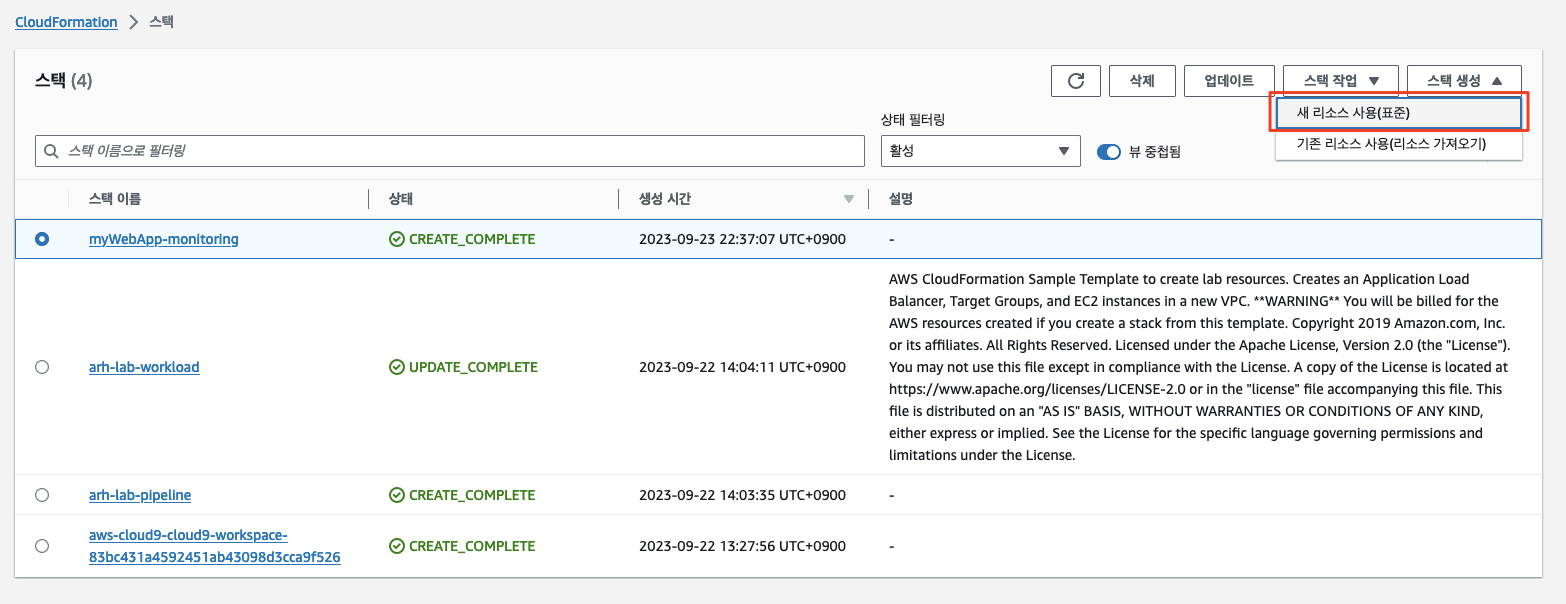 CloudFormation > 스택
스택 (4)
삭제
업데이트
스택 작업 ▼
스택 생성 ▲
새 리소스 사용(표준)
기존 리소스 사용(리소스 가져오기)
상태 필터링
스택 이름으로 필터링
활성
뷰 중첩됨
스택 이름
상태
생성 시간
설명
myWebApp-monitoring
CREATE_COMPLETE
2023-09-23 22:37:07 UTC+0900
-
arh-lab-workload
UPDATE_COMPLETE
2023-09-22 14:04:11 UTC+0900
AWS CloudFormation Sample Template to create lab resources. Creates an Application Load
Balancer, Target Groups, and EC2 instances in a new VPC. **WARNING** You will be billed for the
AWS resources created if you create a stack from this template. Copyright 2019 Amazon.com, Inc.
or its affiliates. All Rights Reserved. Licensed under the Apache License, Version 2.0 (the "License").
You may not use this file except in compliance with the License. A copy of the License is located at
https://www.apache.org/licenses/LICENSE-2.0 or in the "license" file accompanying this file. This
file is distributed on an "AS IS" BASIS, WITHOUT WARRANTIES OR CONDITIONS OF ANY KIND,
either express or implied. See the License for the specific language governing permissions and
limitations under the License.
arh-lab-pipeline
CREATE_COMPLETE
2023-09-22 14:03:35 UTC+0900
-
aws-cloud9-cloud9-workspace-
83bc431a4592451ab43098d3cca9f526
CREATE_COMPLETE
2023-09-22 13:27:56 UTC+0900
-